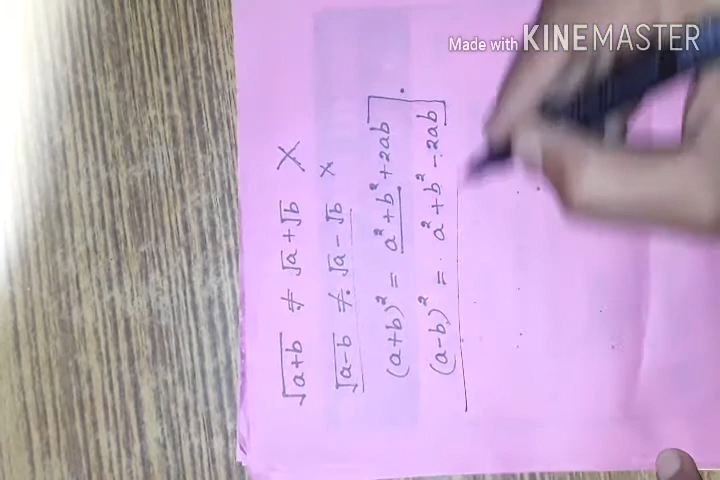 Made with KINEMASTER
√a+b ≠ √a + √b X
√a-b ≠ √a - √b x
(a+b)² = a² + b² + 2ab
(a-b)² = a² + b² - 2ab